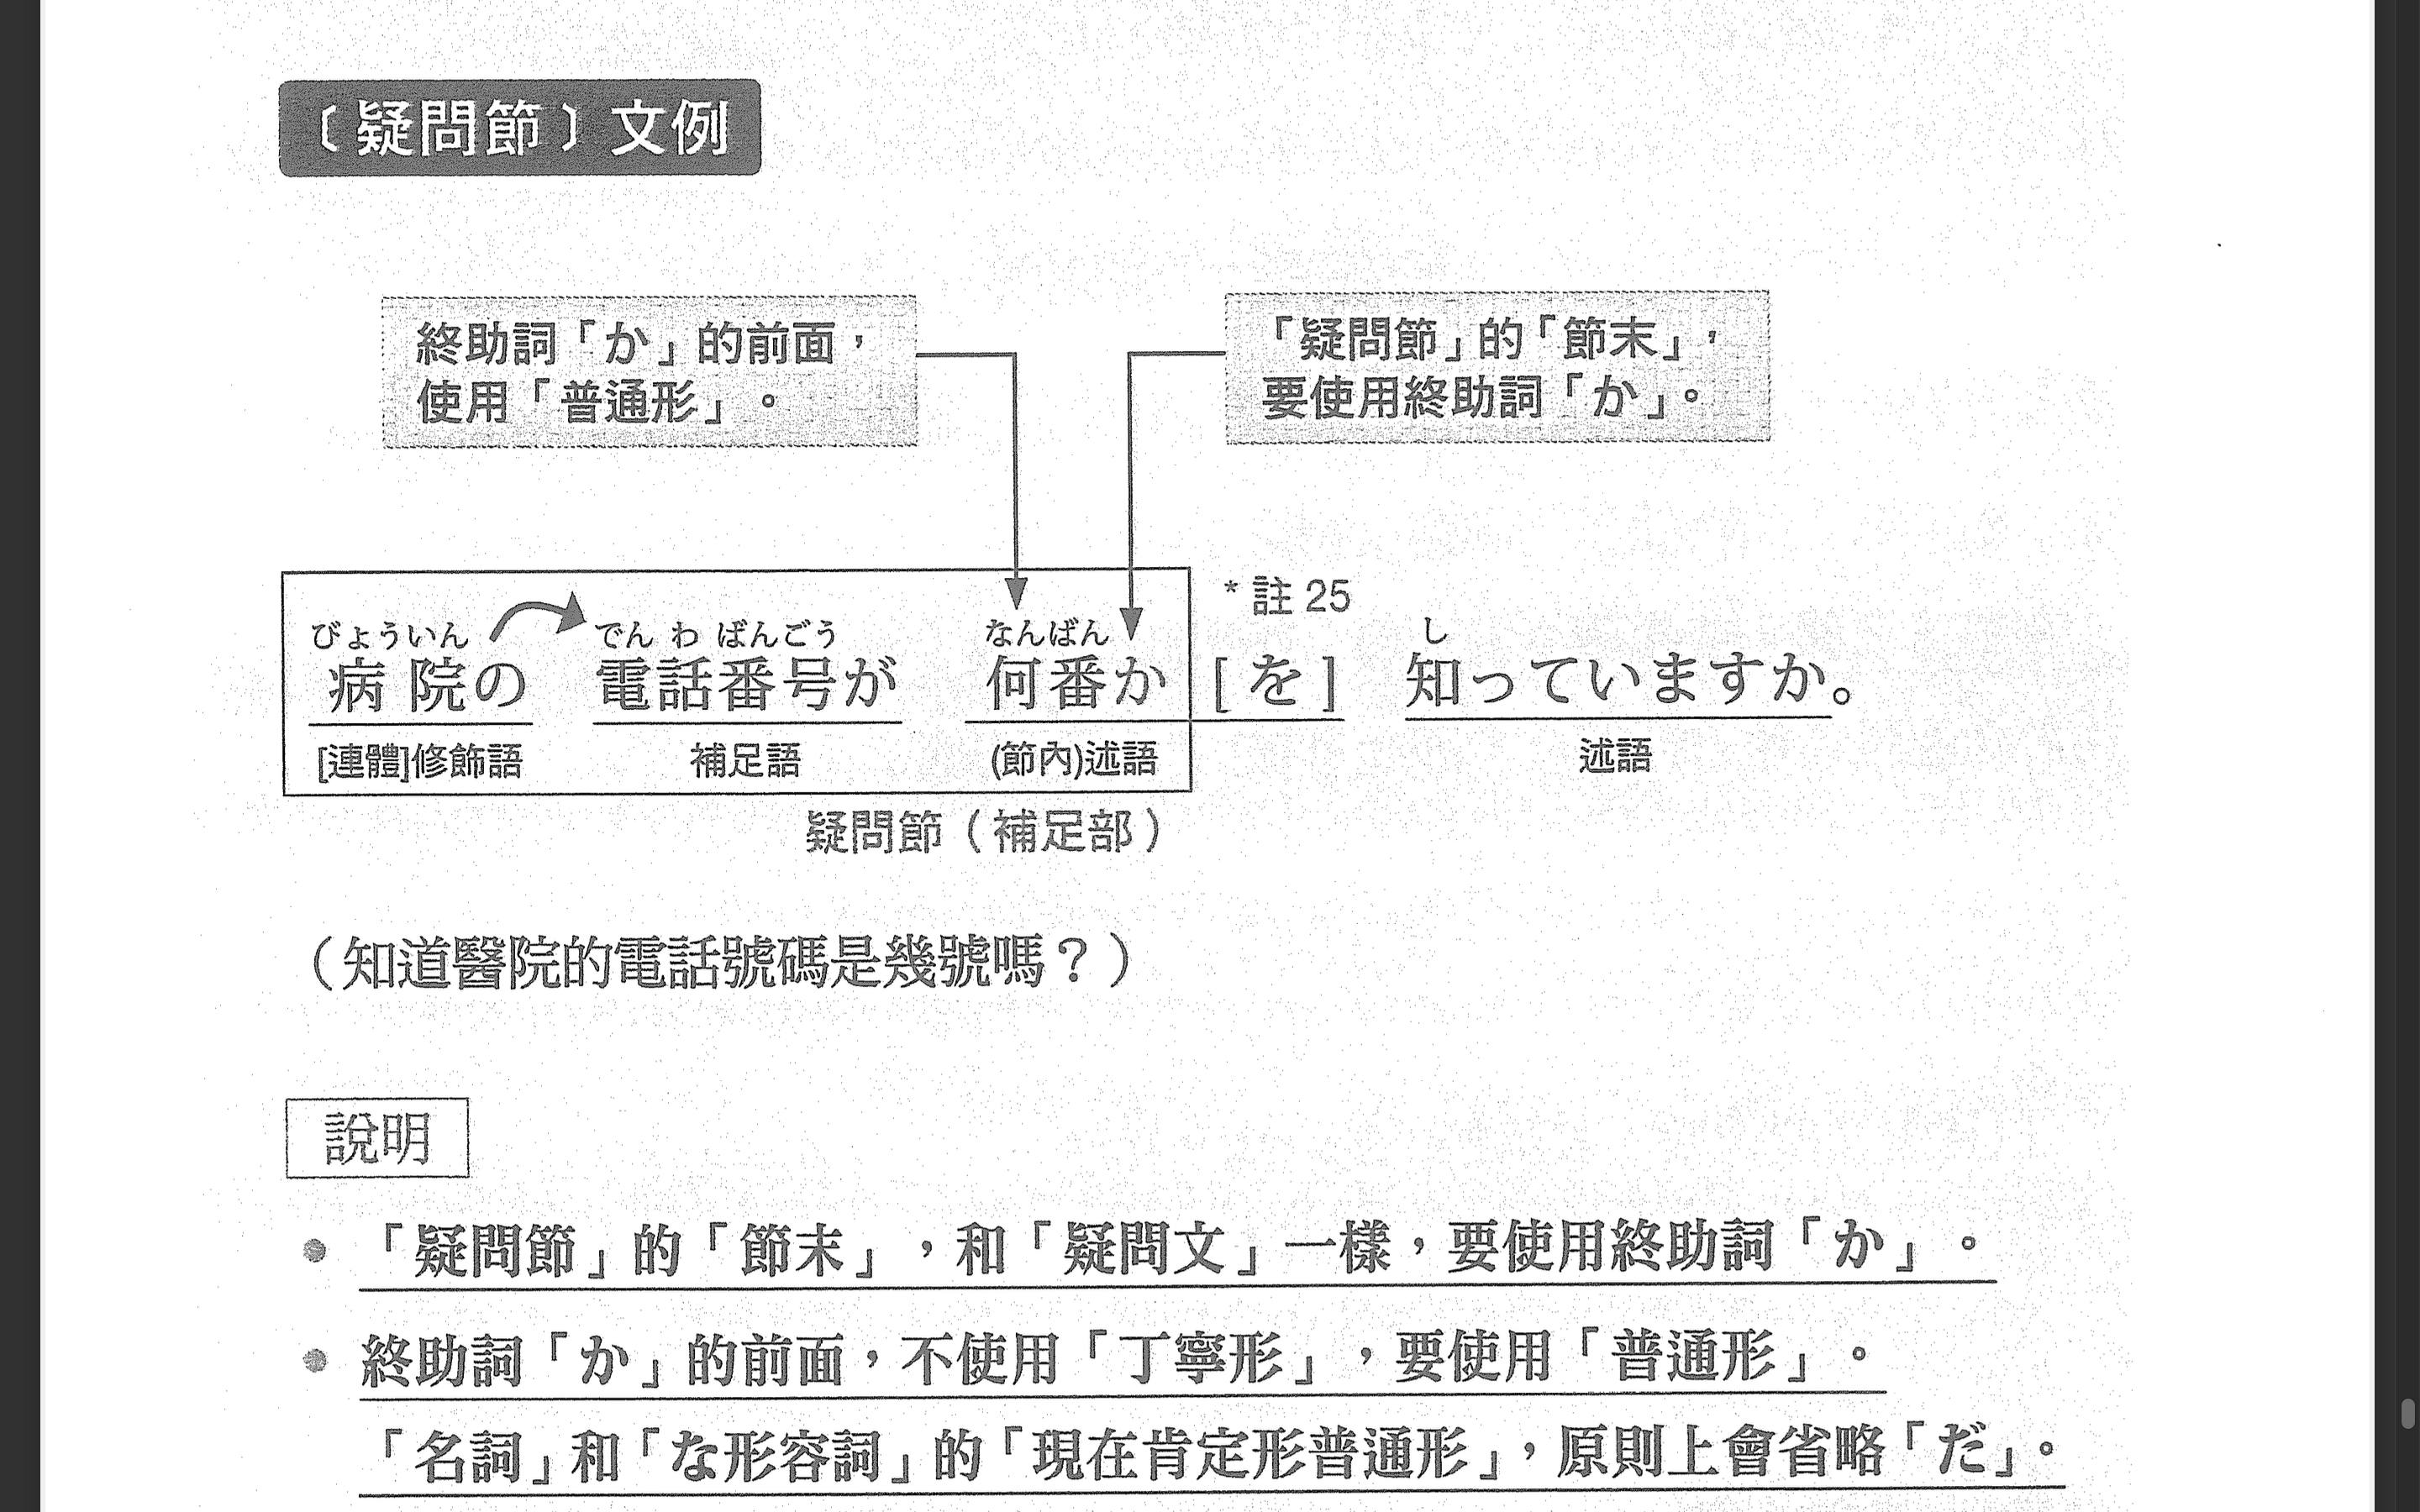 〔疑問節〕文例
終助詞「か」的前面，
使用「普通形」。
「疑問節」的「節末」，
要使用終助詞「か」。
*註25
びょういん でんわ ばんごう なんばん し
病院の 電話番号が 何番か [を] 知っていますか。
[連體]修飾語 補足語 (節內)述語 述語
疑問節（補足部）
（知道醫院的電話號碼是幾號嗎？）
說明
● 「疑問節」的「節末」，和「疑問文」一樣，要使用終助詞「か」。
● 終助詞「か」的前面，不使用「丁寧形」，要使用「普通形」。
「名詞」和「な形容詞」的「現在肯定形普通形」，原則上會省略「だ」。